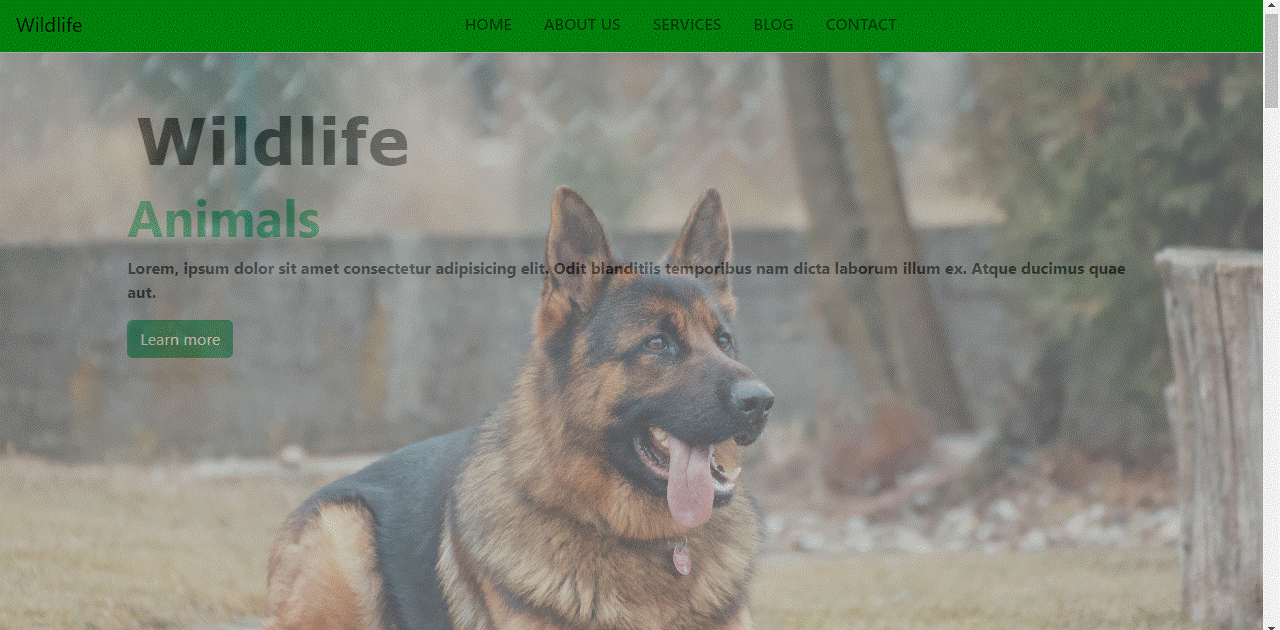 Wildlife
HOME ABOUT US SERVICES BLOG CONTACT
Wildlife
Animals
Lorem, ipsum dolor sit amet consectetur adipisicing elit. Odit blanditiis temporibus nam dicta laborum illum ex. Atque ducimus quae
aut.
Learn more